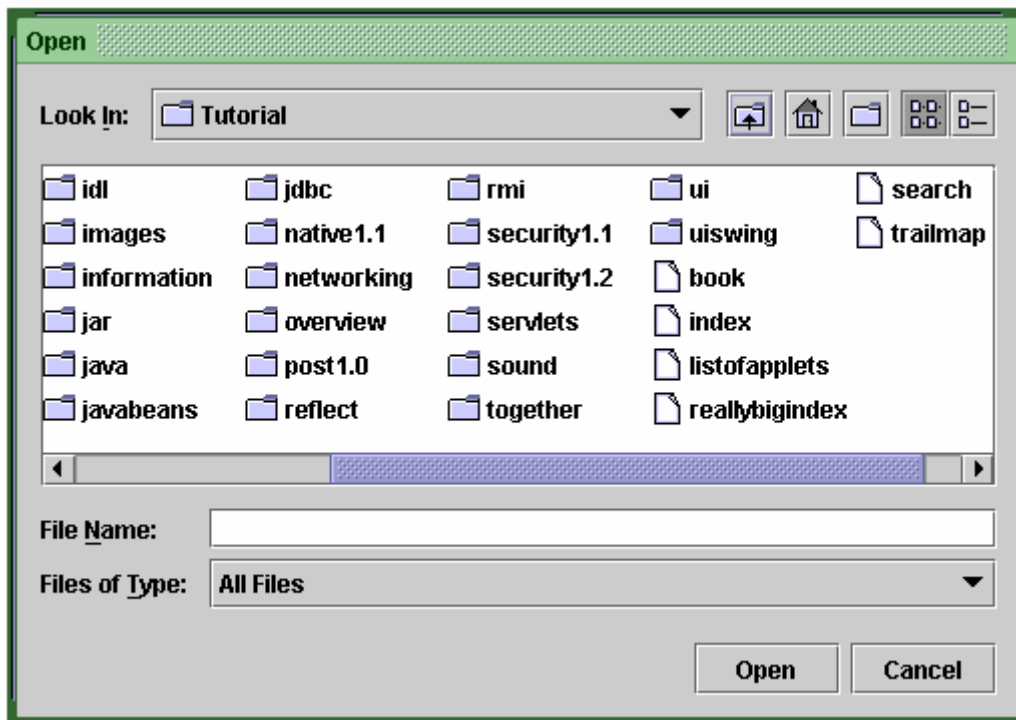 Open
Look In: Tutorial
idl jdbc rmi ui search
images native1.1 security1.1 uiswing trailmap
information networking security1.2 book
jar overview servlets index
java post1.0 sound listofapplets
javabeans reflect together reallybigindex
File Name:
Files of Type: All Files
Open Cancel